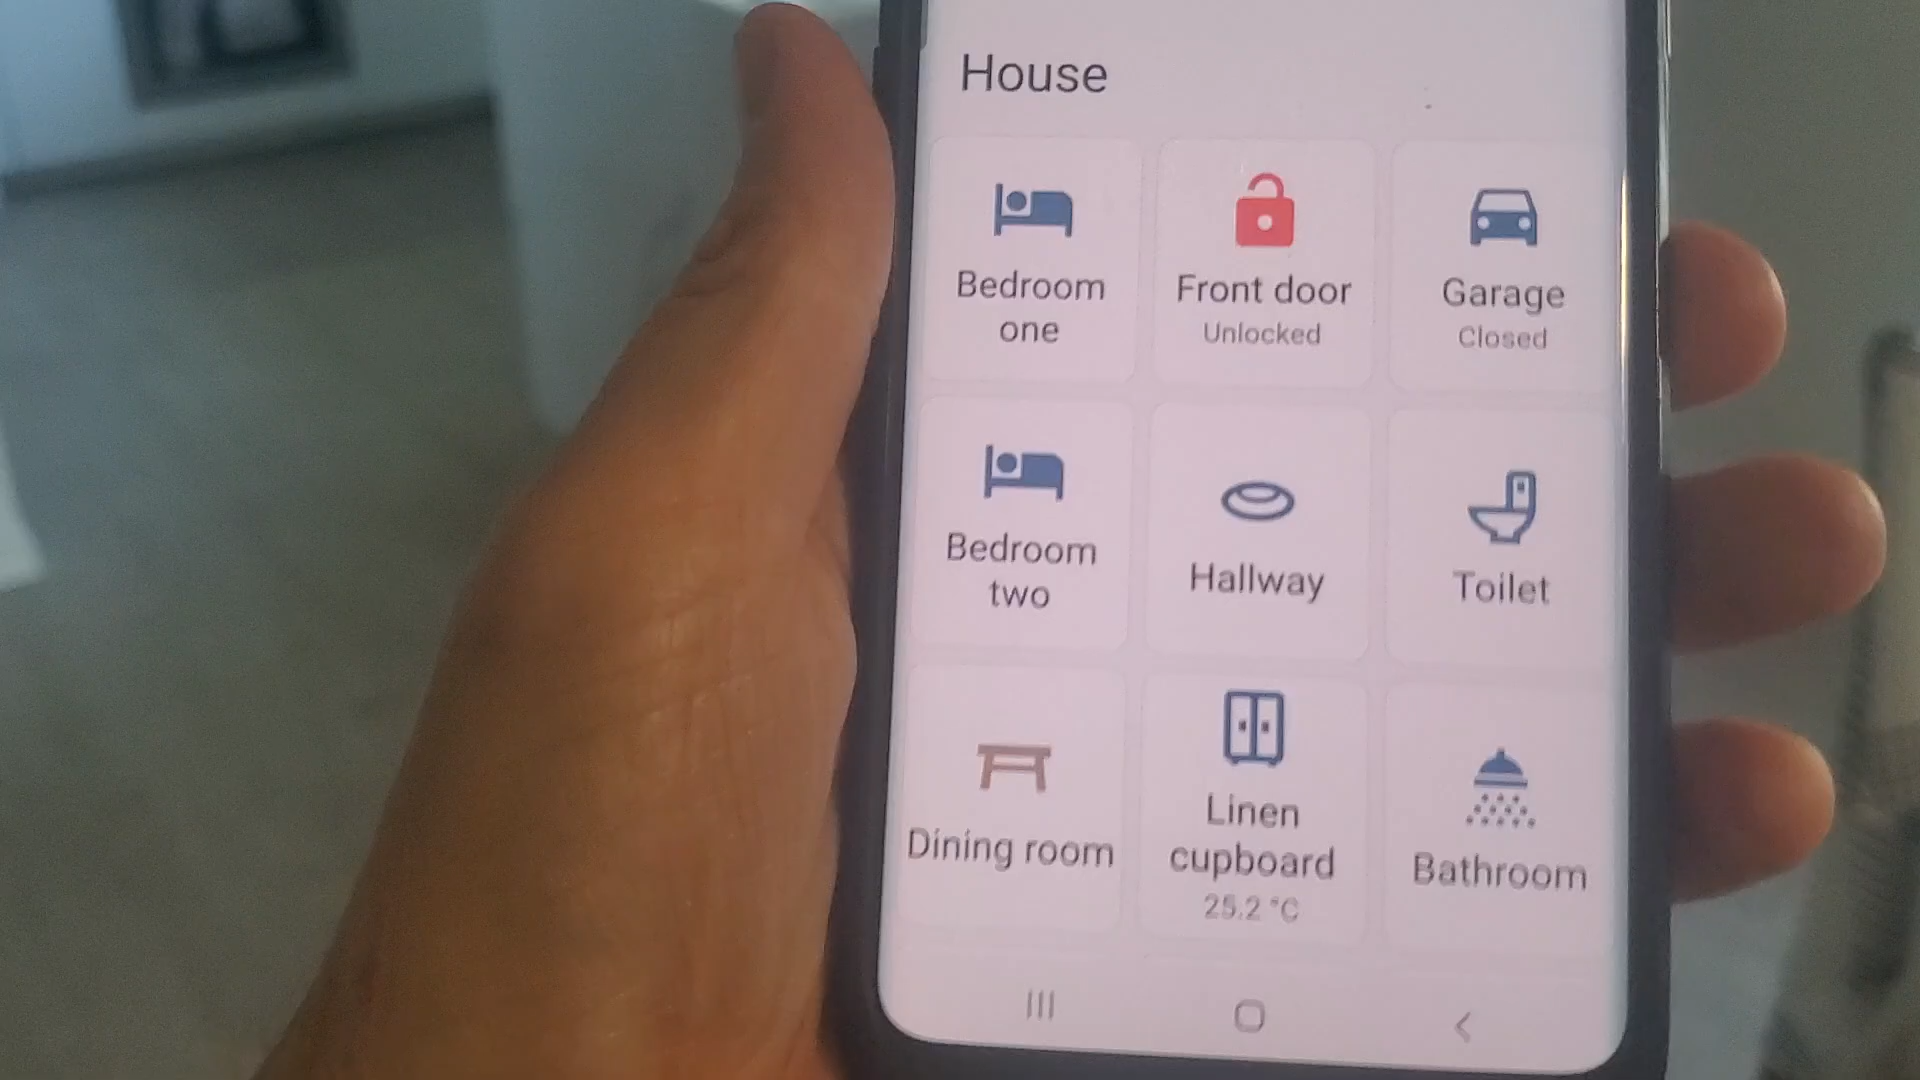 House
Bedroom
one
Front door
Unlocked
Garage
Closed
Bedroom
two
Hallway
Toilet
Dining room
Linen
cupboard
25.2 °C
Bathroom